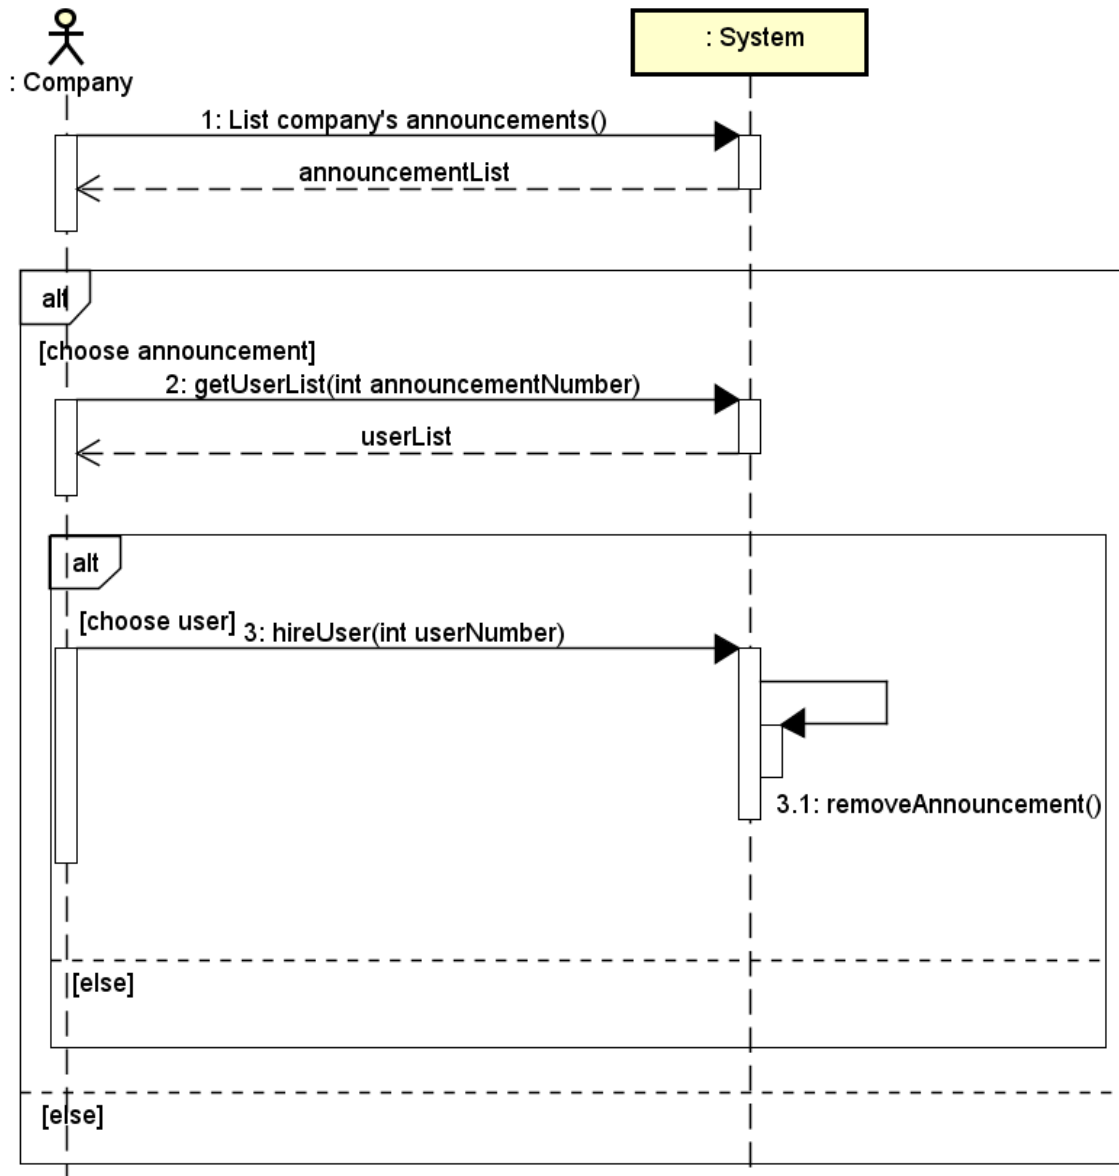 : Company
: System
1: List company's announcements()
announcementList
alt
[choose announcement]
2: getUserList(int announcementNumber)
userList
alt
[choose user]
3: hireUser(int userNumber)
3.1: removeAnnouncement()
[else]
[else]